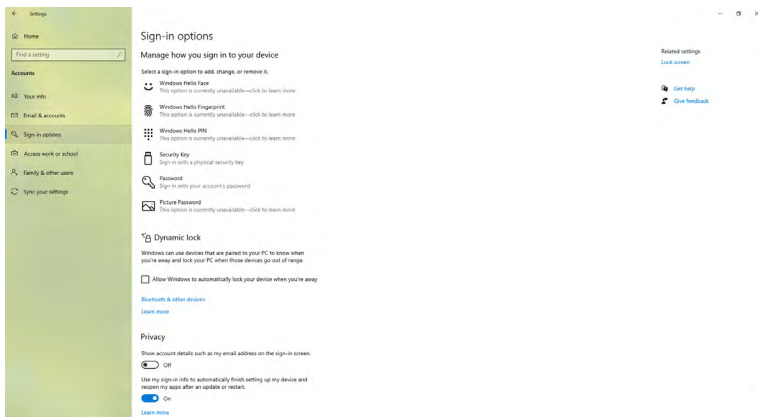 Settings
Home
Find a setting
Accounts
Your info
Email & accounts
Sign-in options
Access work or school
Family & other users
Sync your settings
Sign-in options
Manage how you sign in to your device
Select a sign-in option to add, change, or remove it.
Windows Hello Face
This option is currently unavailable—click to learn more
Windows Hello Fingerprint
This option is currently unavailable—click to learn more
Windows Hello PIN
This option is currently unavailable—click to learn more
Security Key
Sign in with a physical security key
Password
Sign in with your account's password
Picture Password
This option is currently unavailable—click to learn more
Dynamic lock
Windows can use devices that are paired to your PC to know when
you're away and lock your PC when those devices go out of range.
Allow Windows to automatically lock your device when you're away
Bluetooth & other devices
Learn more
Privacy
Show account details such as my email address on the sign-in screen.
Off
Use my sign-in info to automatically finish setting up my device and
reopen my apps after an update or restart.
On
Learn more
Related settings
Lock screen
Get help
Give feedback